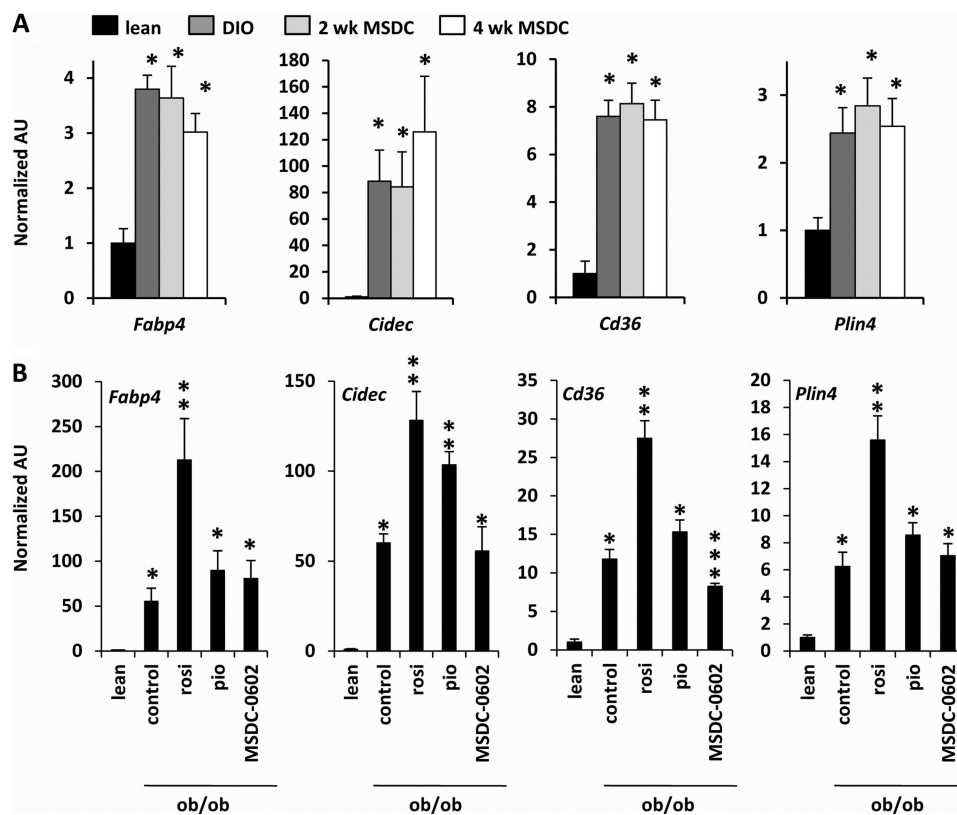 A
lean DIO 2 wk MSDC 4 wk MSDC
Normalized AU
4
3
2
1
0
* * *
Fabp4
180
160
140
120
100
80
60
40
20
0
* * *
Cidec
10
8
6
4
2
0
* * *
Cd36
3
2
1
0
* * *
Plin4
B
Normalized AU
300
250
200
150
100
50
0
Fabp4
* ** * *
lean control rosi pio MSDC-0602
ob/ob
150
100
50
0
Cidec
* ** ** *
lean control rosi pio MSDC-0602
ob/ob
35
30
25
20
15
10
5
0
Cd36
* ** * ***
lean control rosi pio MSDC-0602
ob/ob
20
18
16
14
12
10
8
6
4
2
0
Plin4
* ** * *
lean control rosi pio MSDC-0602
ob/ob